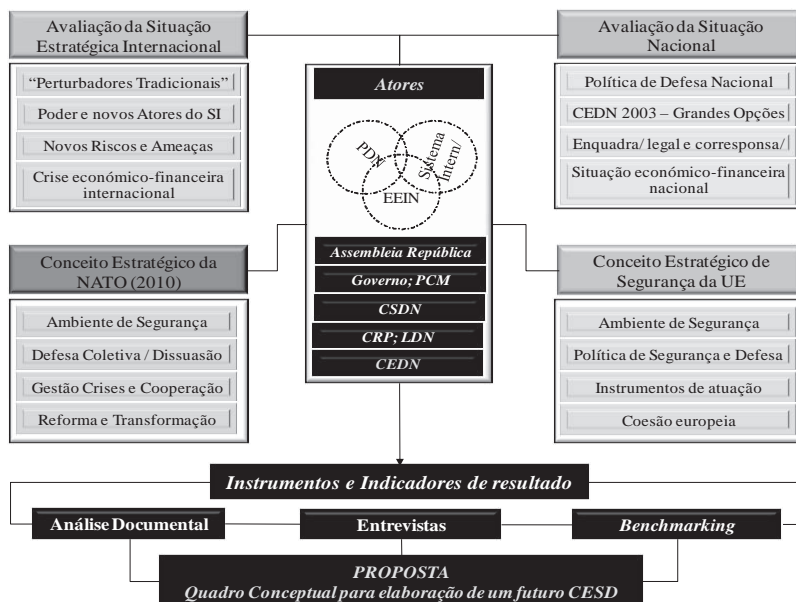 Avaliação da Situação
Estratégica Internacional
“Perturbadores Tradicionais”
Poder e novos Atores do SI
Novos Riscos e Ameaças
Crise económico-financeira
internacional
Atores
PDN
Sistema
Intern/
EEIN
Assembleia República
Governo; PCM
CSDN
CRP; LDN
CEDN
Avaliação da Situação
Nacional
Política de Defesa Nacional
CEDN 2003 – Grandes Opções
Enquadra/ legal e corresponsa/
Situação económico-financeira
nacional
Conceito Estratégico da
NATO (2010)
Ambiente de Segurança
Defesa Coletiva / Dissuasão
Gestão Crises e Cooperação
Reforma e Transformação
Conceito Estratégico de
Segurança da UE
Ambiente de Segurança
Política de Segurança e Defesa
Instrumentos de atuação
Coesão europeia
Instrumentos e Indicadores de resultado
Análise Documental
Entrevistas
Benchmarking
PROPOSTA
Quadro Conceptual para elaboração de um futuro CESD